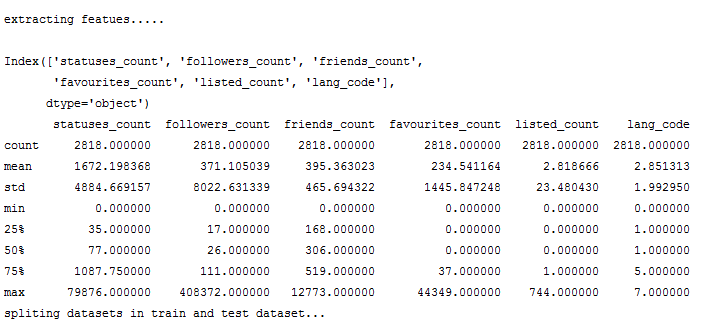 extracting featues.....
Index(['statuses_count', 'followers_count', 'friends_count',
'favourites_count', 'listed_count', 'lang_code'],
dtype='object')
statuses_count followers_count friends_count favourites_count listed_count lang_code
count 2818.000000 2818.000000 2818.000000 2818.000000 2818.000000 2818.000000
mean 1672.198368 371.105039 395.363023 234.541164 2.818666 2.851313
std 4884.669157 8022.631339 465.694322 1445.847248 23.480430 1.992950
min 0.000000 0.000000 0.000000 0.000000 0.000000 0.000000
25% 35.000000 17.000000 168.000000 0.000000 0.000000 1.000000
50% 77.000000 26.000000 306.000000 0.000000 0.000000 1.000000
75% 1087.750000 111.000000 519.000000 37.000000 1.000000 5.000000
max 79876.000000 408372.000000 12773.000000 44349.000000 744.000000 7.000000
spliting datasets in train and test dataset...